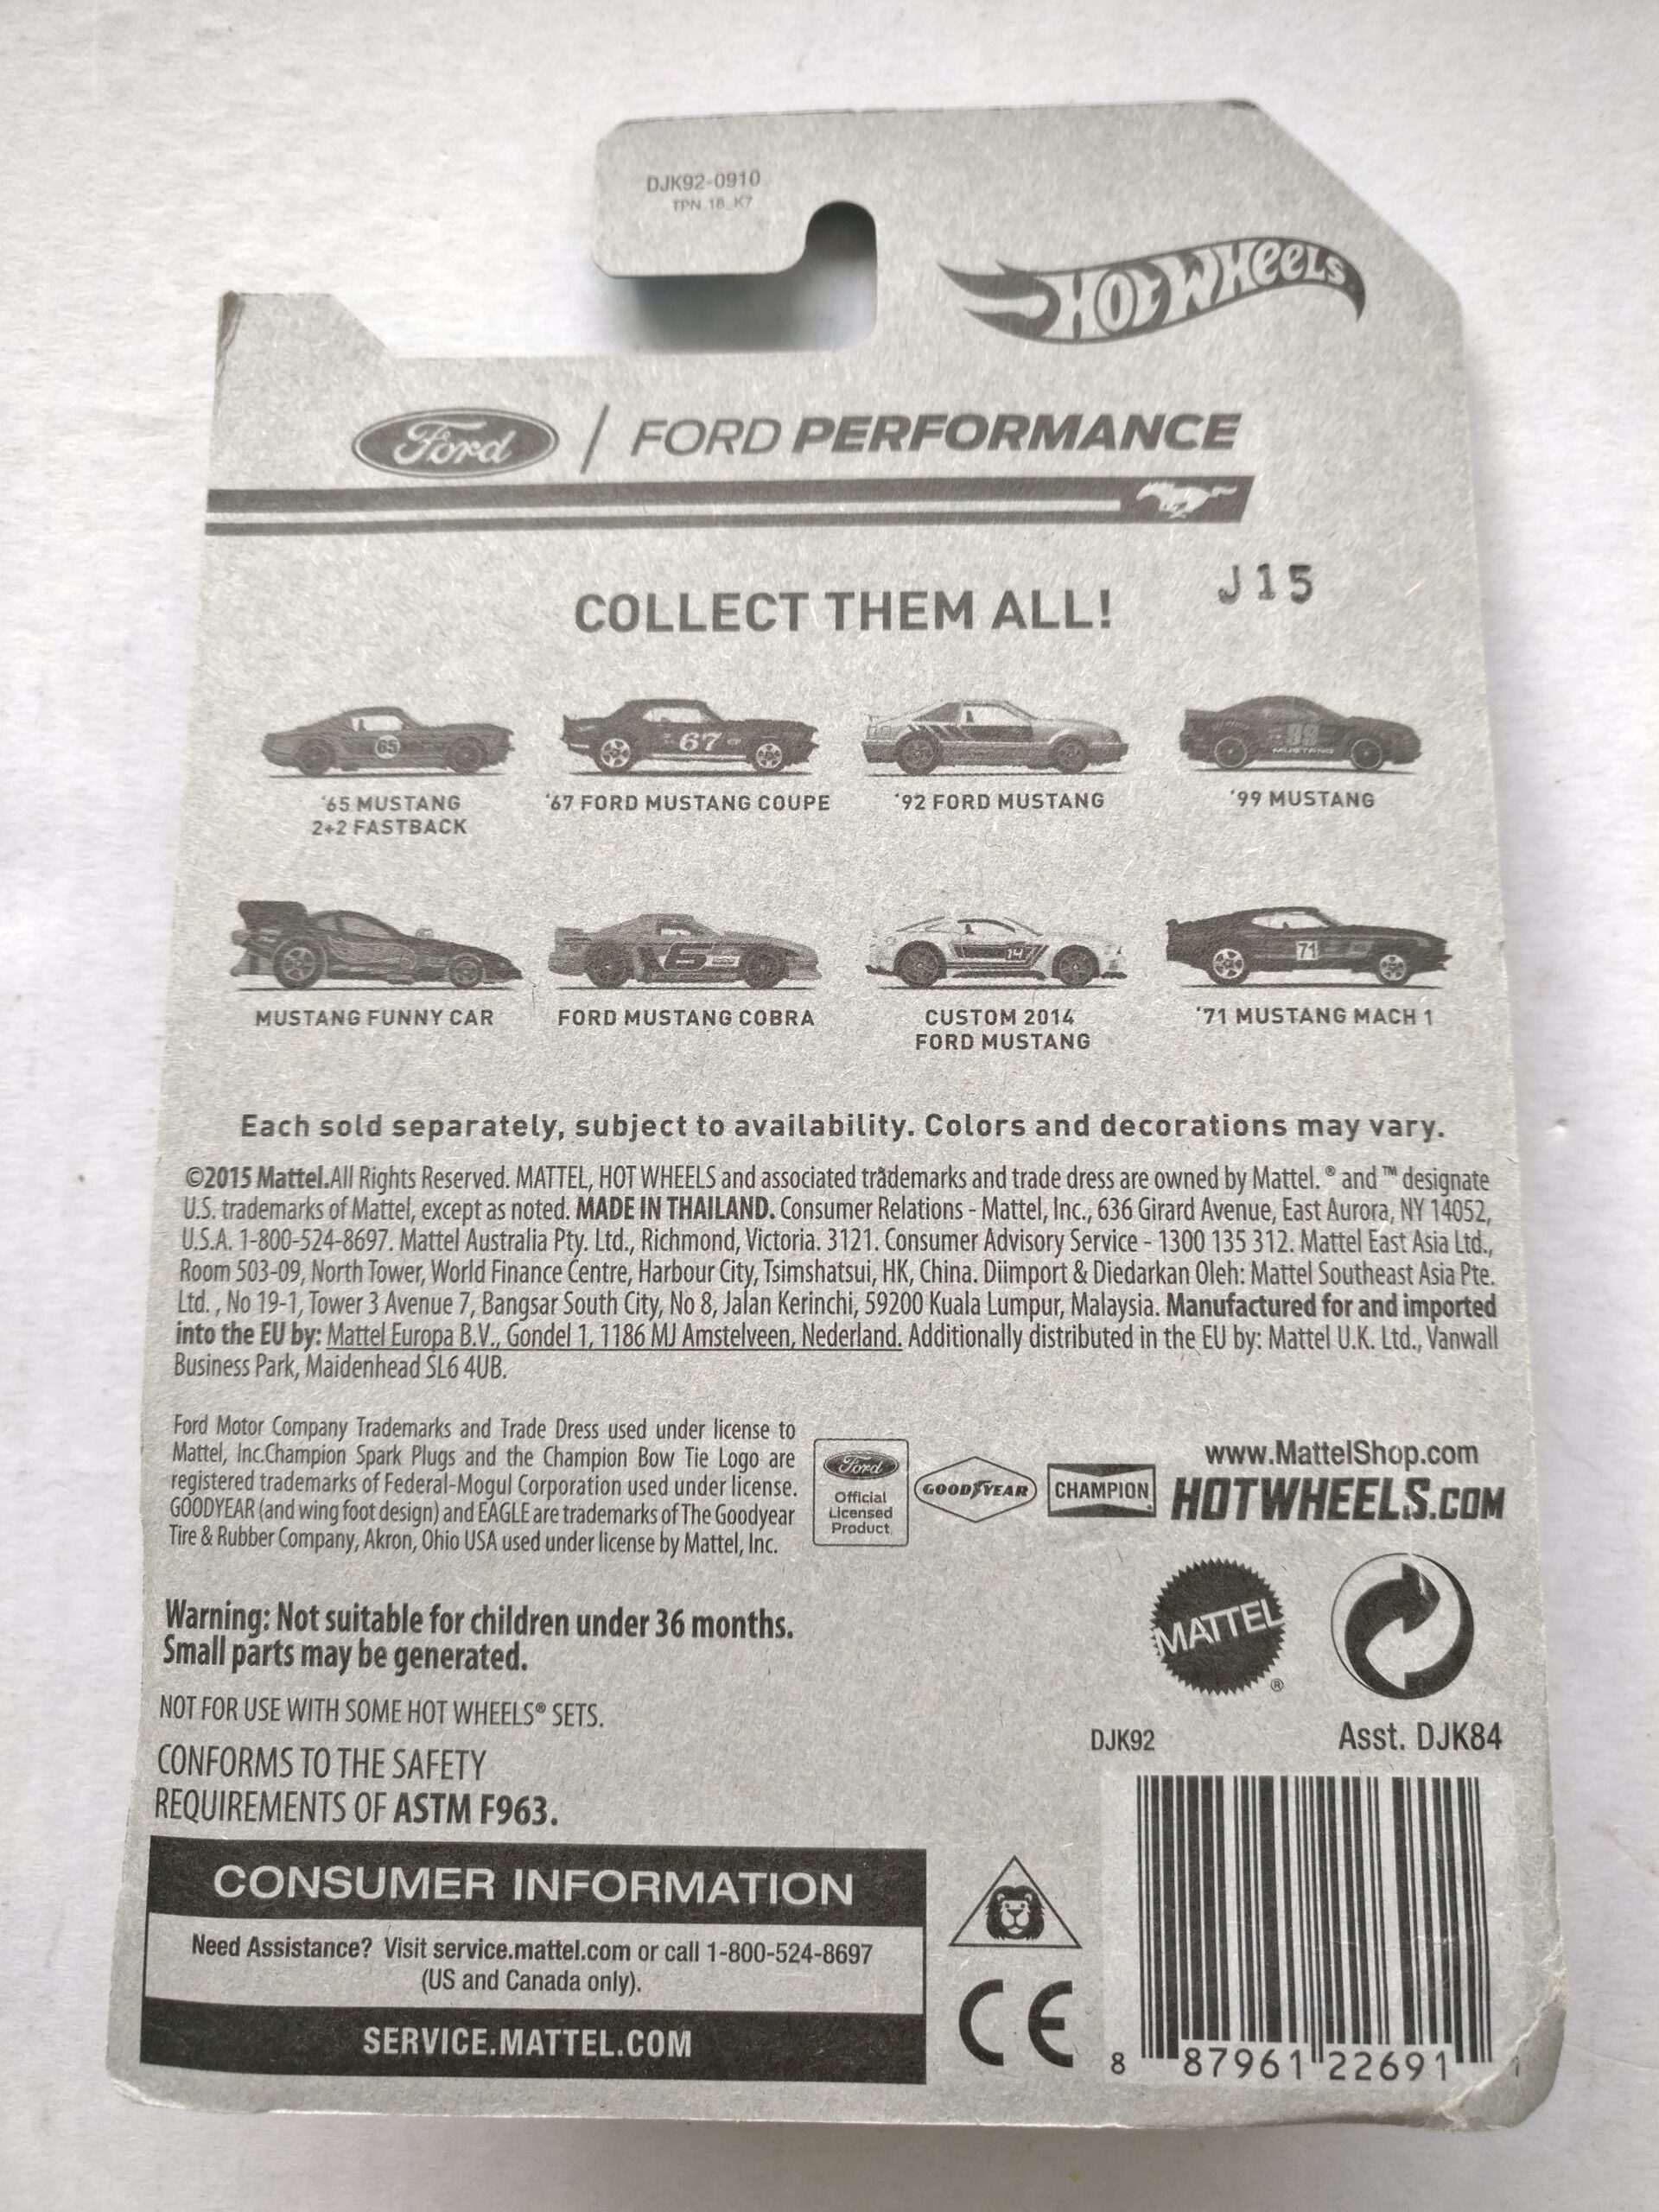 DJK92-0910
TPN 18_K7
HOT WHEELS
Ford / FORD PERFORMANCE
COLLECT THEM ALL!
J15
65
67
99
MUSTANG
'65 MUSTANG
2+2 FASTBACK
'67 FORD MUSTANG COUPE
'92 FORD MUSTANG
'99 MUSTANG
147
71
MUSTANG FUNNY CAR
FORD MUSTANG COBRA
CUSTOM 2014
FORD MUSTANG
'71 MUSTANG MACH 1
Each sold separately, subject to availability. Colors and decorations may vary.
©2015 Mattel.All Rights Reserved. MATTEL, HOT WHEELS and associated trademarks and trade dress are owned by Mattel. ® and ™ designate
U.S. trademarks of Mattel, except as noted. MADE IN THAILAND. Consumer Relations - Mattel, Inc., 636 Girard Avenue, East Aurora, NY 14052,
U.S.A. 1-800-524-8697. Mattel Australia Pty. Ltd., Richmond, Victoria. 3121. Consumer Advisory Service - 1300 135 312. Mattel East Asia Ltd.,
Room 503-09, North Tower, World Finance Centre, Harbour City, Tsimshatsui, HK, China. Diimport & Diedarkan Oleh: Mattel Southeast Asia Pte.
Ltd. , No 19-1, Tower 3 Avenue 7, Bangsar South City, No 8, Jalan Kerinchi, 59200 Kuala Lumpur, Malaysia. Manufactured for and imported
into the EU by: Mattel Europa B.V., Gondel 1, 1186 MJ Amstelveen, Nederland. Additionally distributed in the EU by: Mattel U.K. Ltd., Vanwall
Business Park, Maidenhead SL6 4UB.
Ford Motor Company Trademarks and Trade Dress used under license to
Mattel, Inc.Champion Spark Plugs and the Champion Bow Tie Logo are
registered trademarks of Federal-Mogul Corporation used under license.
GOODYEAR (and wing foot design) and EAGLE are trademarks of The Goodyear
Tire & Rubber Company, Akron, Ohio USA used under license by Mattel, Inc.
Ford
Official
Licensed
Product
GOODYEAR
CHAMPION
www.MattelShop.com
HOTWHEELS.COM
Warning: Not suitable for children under 36 months.
Small parts may be generated.
MATTEL®
NOT FOR USE WITH SOME HOT WHEELS® SETS.
CONFORMS TO THE SAFETY
REQUIREMENTS OF ASTM F963.
DJK92
Asst. DJK84
CONSUMER INFORMATION
Need Assistance? Visit service.mattel.com or call 1-800-524-8697
(US and Canada only).
SERVICE.MATTEL.COM
CE
8 87961 22691 1